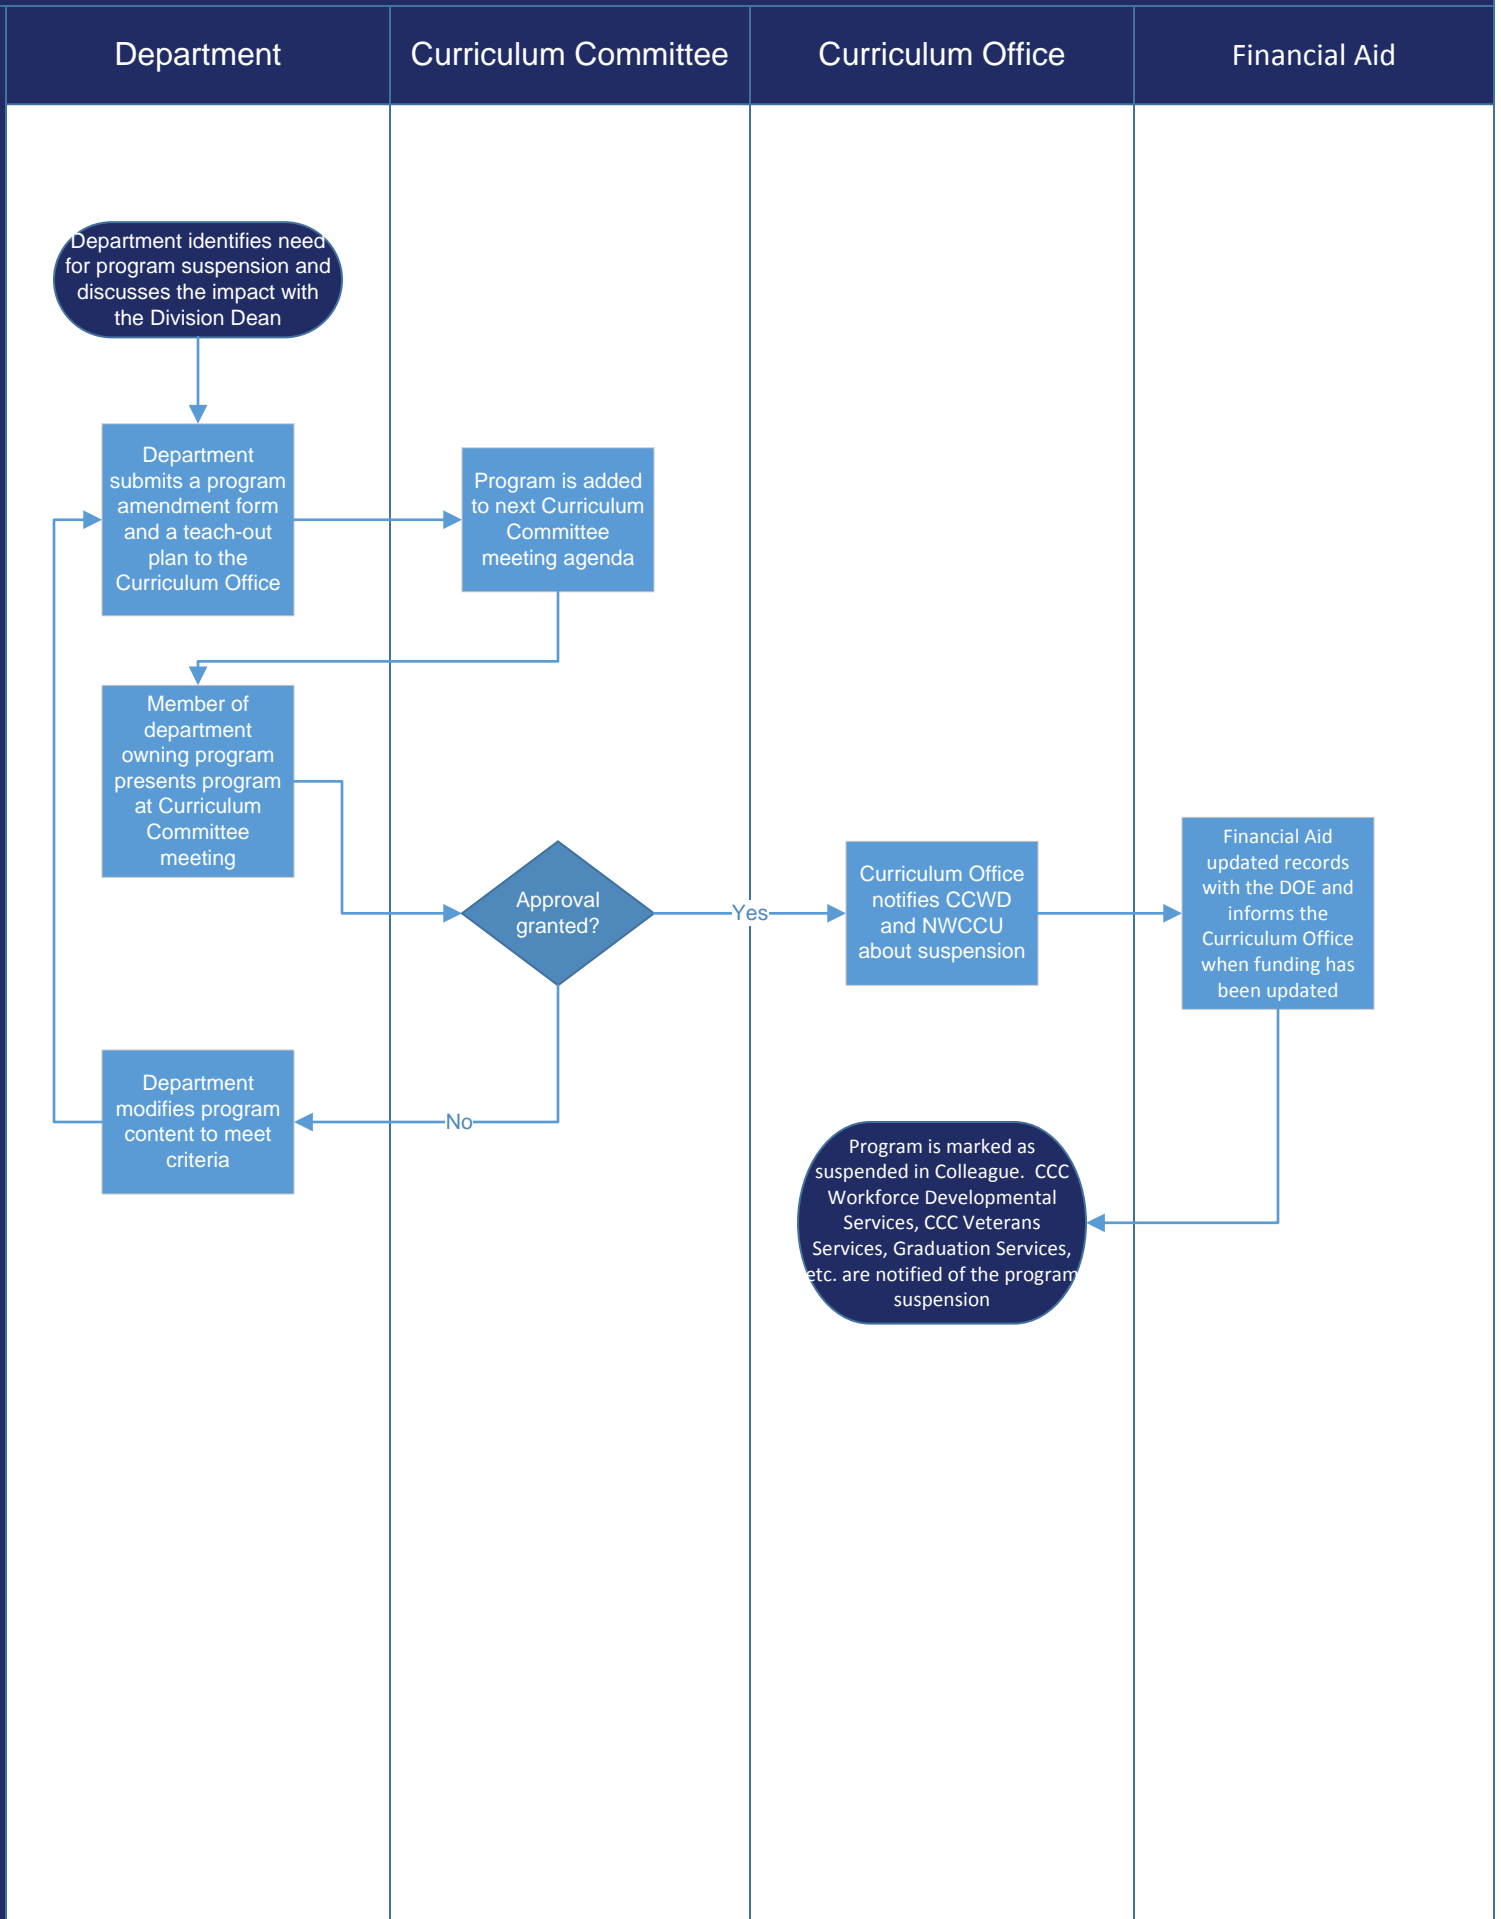 Department
Curriculum Committee
Curriculum Office
Financial Aid
Department identifies need
for program suspension and
discusses the impact with
the Division Dean
Department
submits a program
amendment form
and a teach-out
plan to the
Curriculum Office
Program is added
to next Curriculum
Committee
meeting agenda
Member of
department
owning program
presents program
at Curriculum
Committee
meeting
Approval
granted?
Yes
Curriculum Office
notifies CCWD
and NWCCU
about suspension
Financial Aid
updated records
with the DOE and
informs the
Curriculum Office
when funding has
been updated
Department
modifies program
content to meet
criteria
No
Program is marked as
suspended in Colleague.  CCC
Workforce Developmental
Services, CCC Veterans
Services, Graduation Services,
etc. are notified of the program
suspension